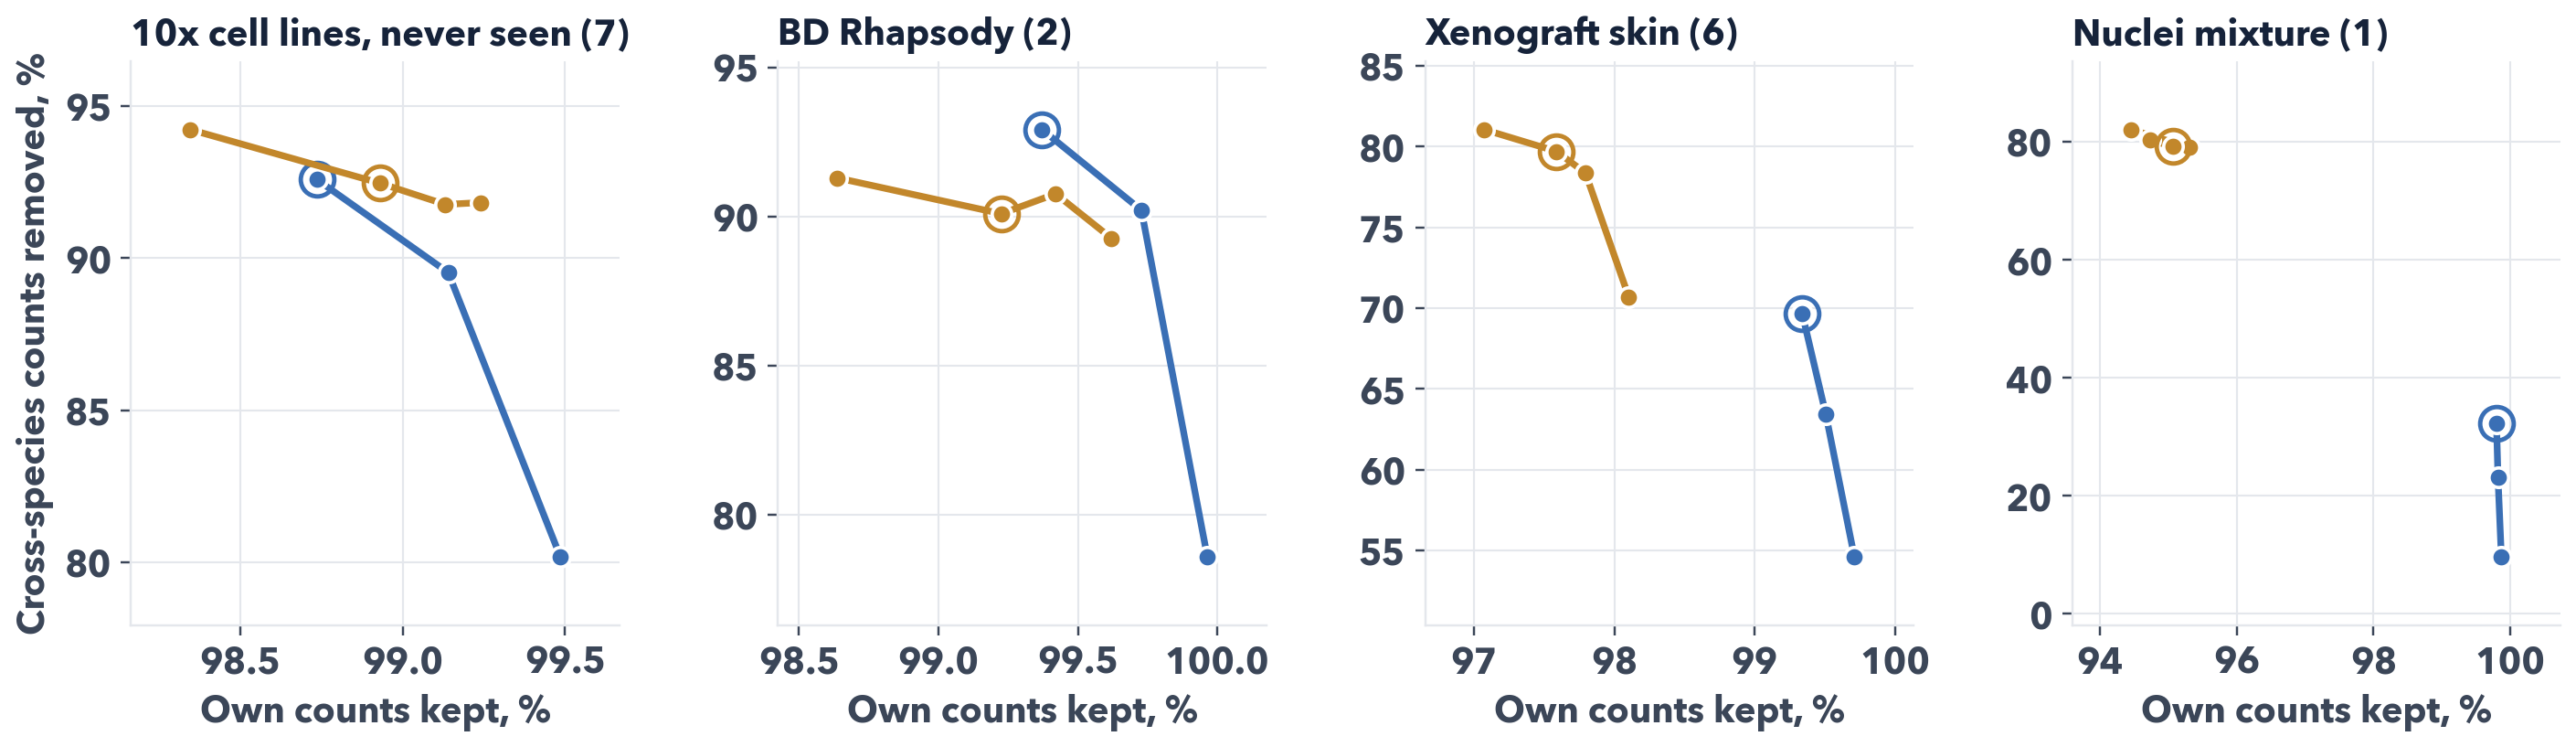 10x cell lines, never seen (7)
BD Rhapsody (2)
Xenograft skin (6)
Nuclei mixture (1)
Cross-species counts removed, %
95
90
85
80
98.5 99.0 99.5
Own counts kept, %
95
90
85
80
98.5 99.0 99.5 100.0
Own counts kept, %
85
80
75
70
65
60
55
97 98 99 100
Own counts kept, %
80
60
40
20
0
94 96 98 100
Own counts kept, %